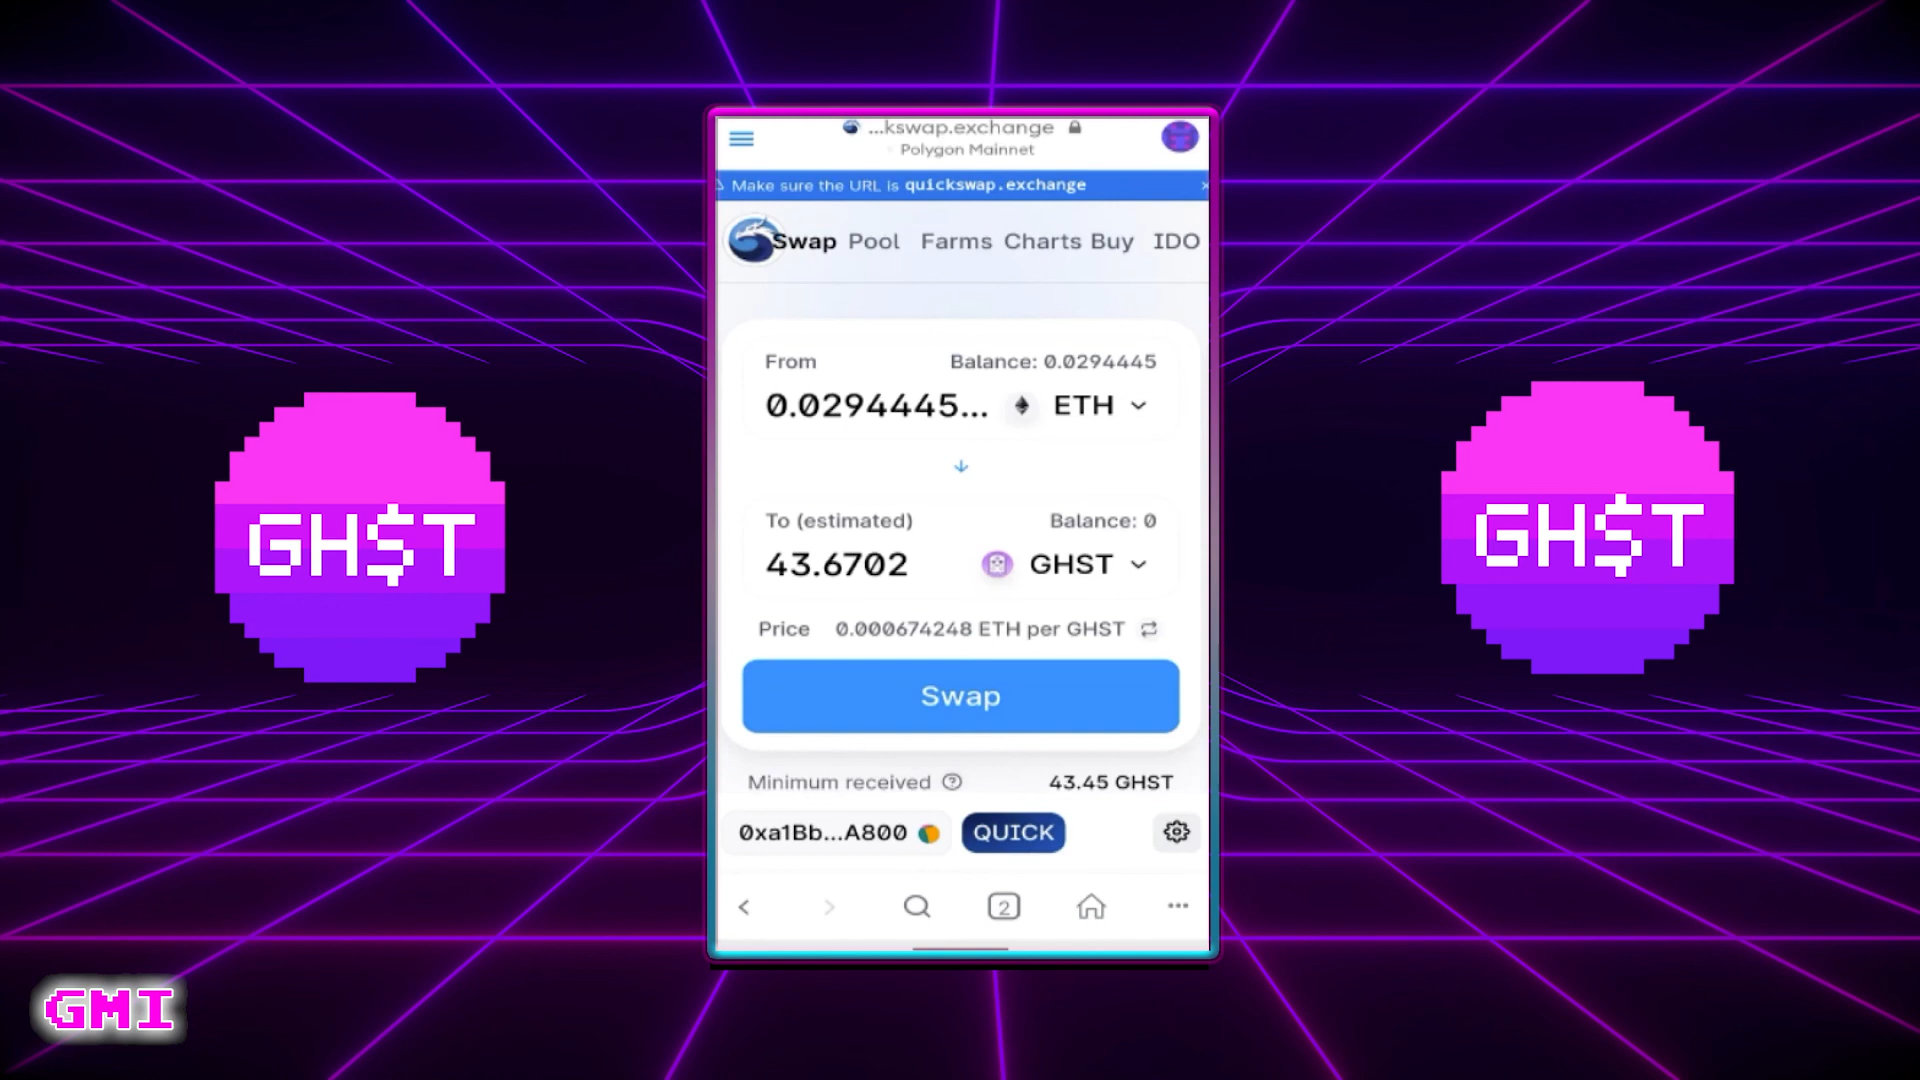 ...kswap.exchange
Polygon Mainnet
Make sure the URL is quickswap.exchange
Swap Pool Farms Charts Buy IDO
From Balance: 0.0294445
0.0294445... ETH
To (estimated) Balance: 0
43.6702 GHST
Price 0.000674248 ETH per GHST
Swap
Minimum received ? 43.45 GHST
0xa1Bb...A800 QUICK
2
GH$T
GH$T
GMI